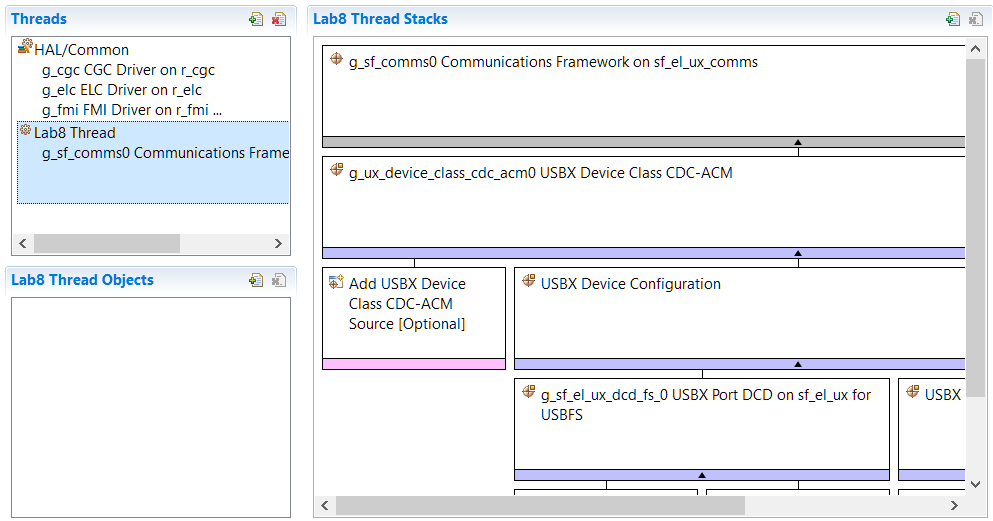 Threads
HAL/Common
g_cgc CGC Driver on r_cgc
g_elc ELC Driver on r_elc
g_fmi FMI Driver on r_fmi ...
Lab8 Thread
g_sf_comms0 Communications Frame
Lab8 Thread Objects
Lab8 Thread Stacks
g_sf_comms0 Communications Framework on sf_el_ux_comms
g_ux_device_class_cdc_acm0 USBX Device Class CDC-ACM
Add USBX Device
Class CDC-ACM
Source [Optional]
USBX Device Configuration
g_sf_el_ux_dcd_fs_0 USBX Port DCD on sf_el_ux for
USBFS
USBX